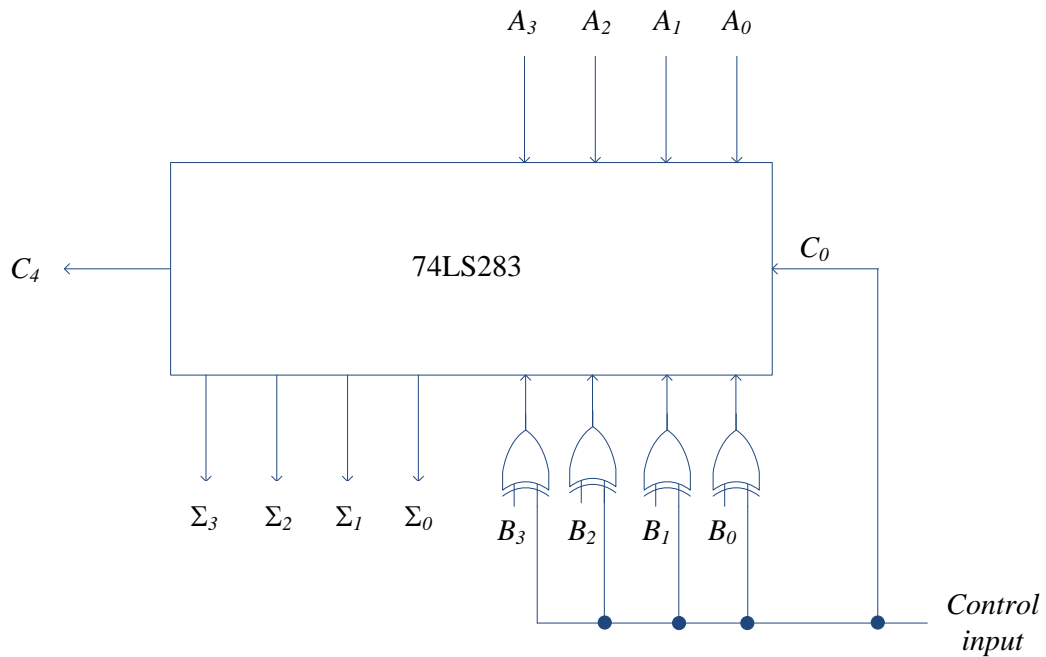 A3 A2 A1 A0
C4
74LS283
C0
Σ3 Σ2 Σ1 Σ0
B3 B2 B1 B0
Control
input